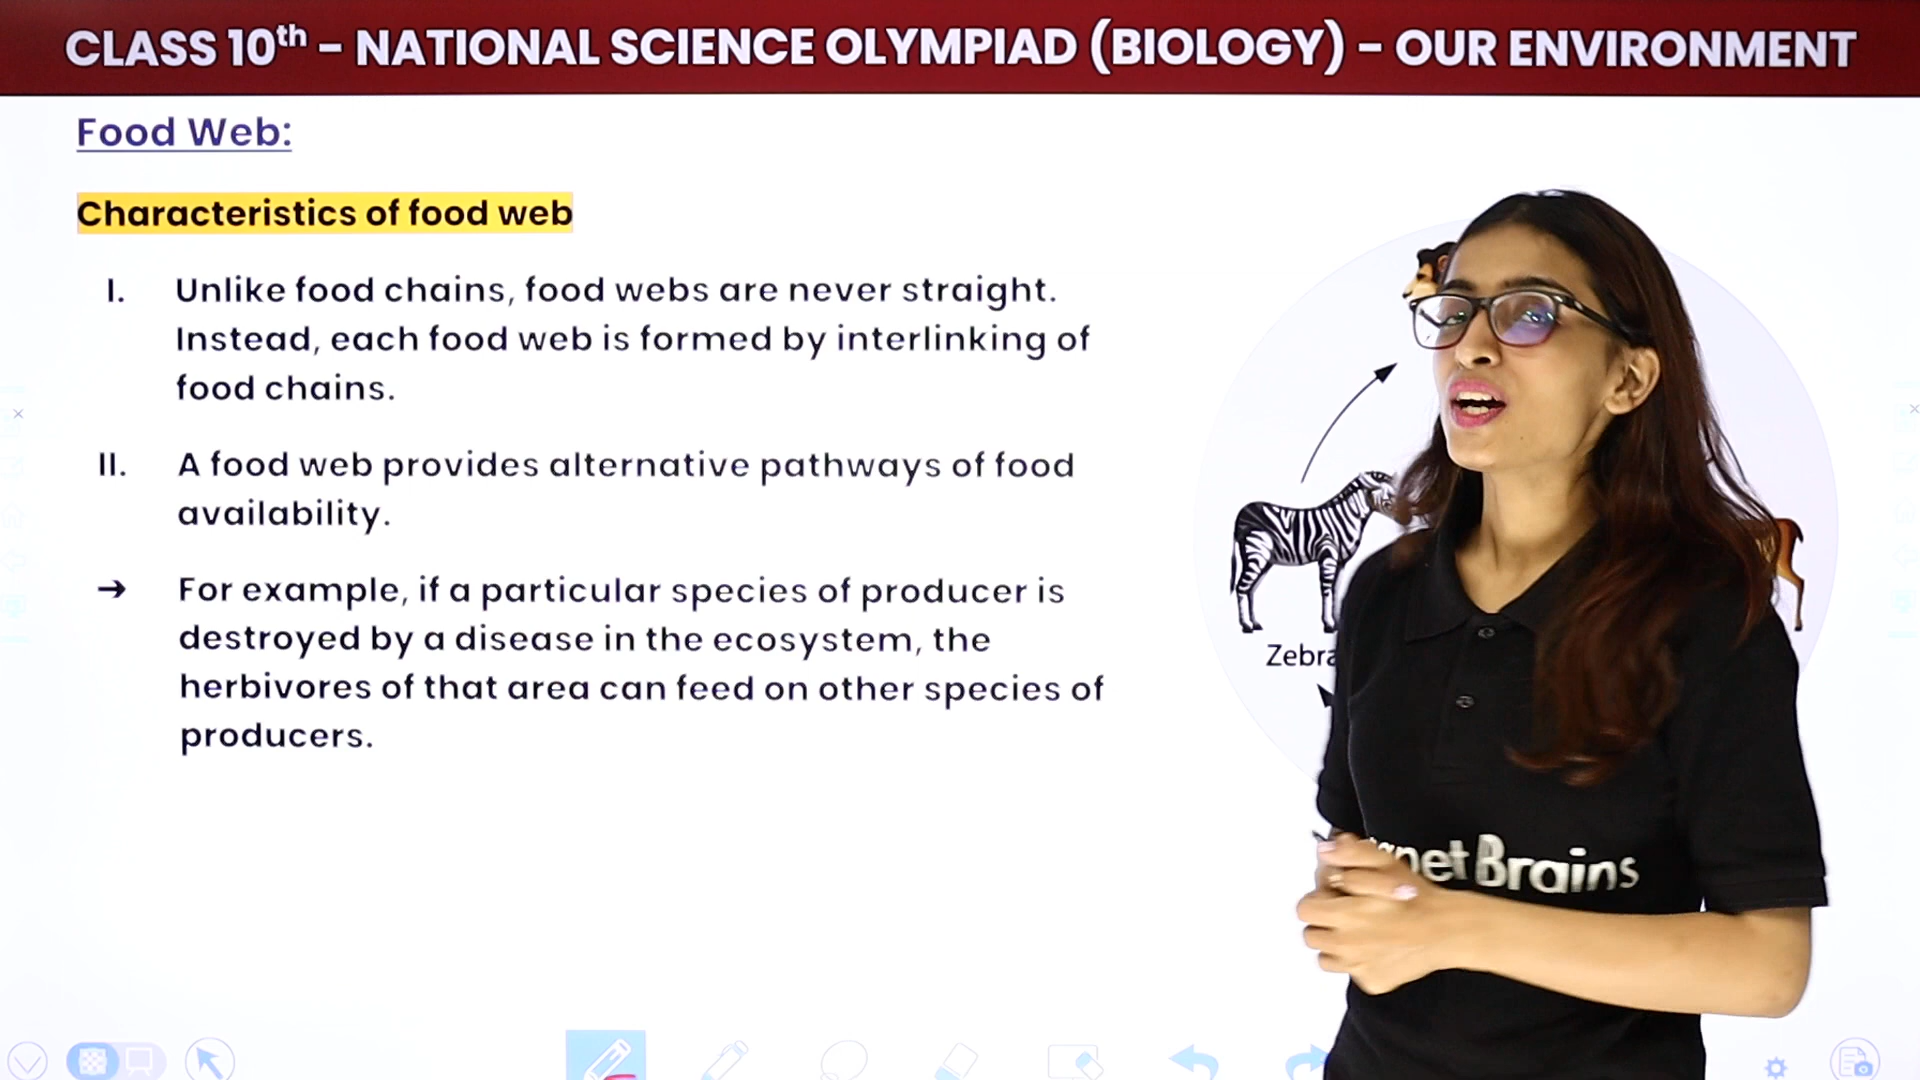 CLASS 10th – NATIONAL SCIENCE OLYMPIAD (BIOLOGY) – OUR ENVIRONMENT
Food Web:
Characteristics of food web
I. Unlike food chains, food webs are never straight.
Instead, each food web is formed by interlinking of
food chains.
II. A food web provides alternative pathways of food
availability.
→ For example, if a particular species of producer is
destroyed by a disease in the ecosystem, the
herbivores of that area can feed on other species of
producers.
Zebra
Brains